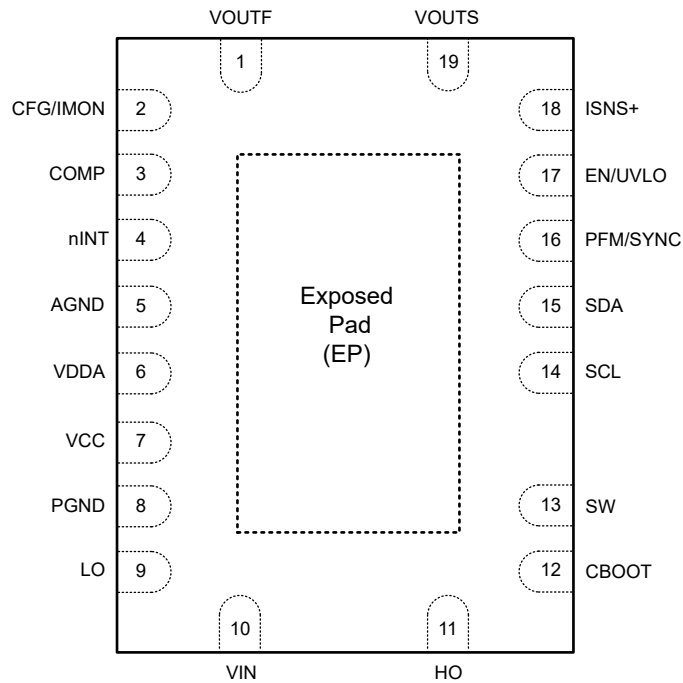 VOUTF VOUTS
1 19
CFG/IMON 2 18 ISNS+
COMP 3 17 EN/UVLO
nINT 4 16 PFM/SYNC
AGND 5 15 SDA
VDDA 6 14 SCL
VCC 7
PGND 8 13 SW
LO 9 12 CBOOT
Exposed
Pad
(EP)
10 11
VIN HO